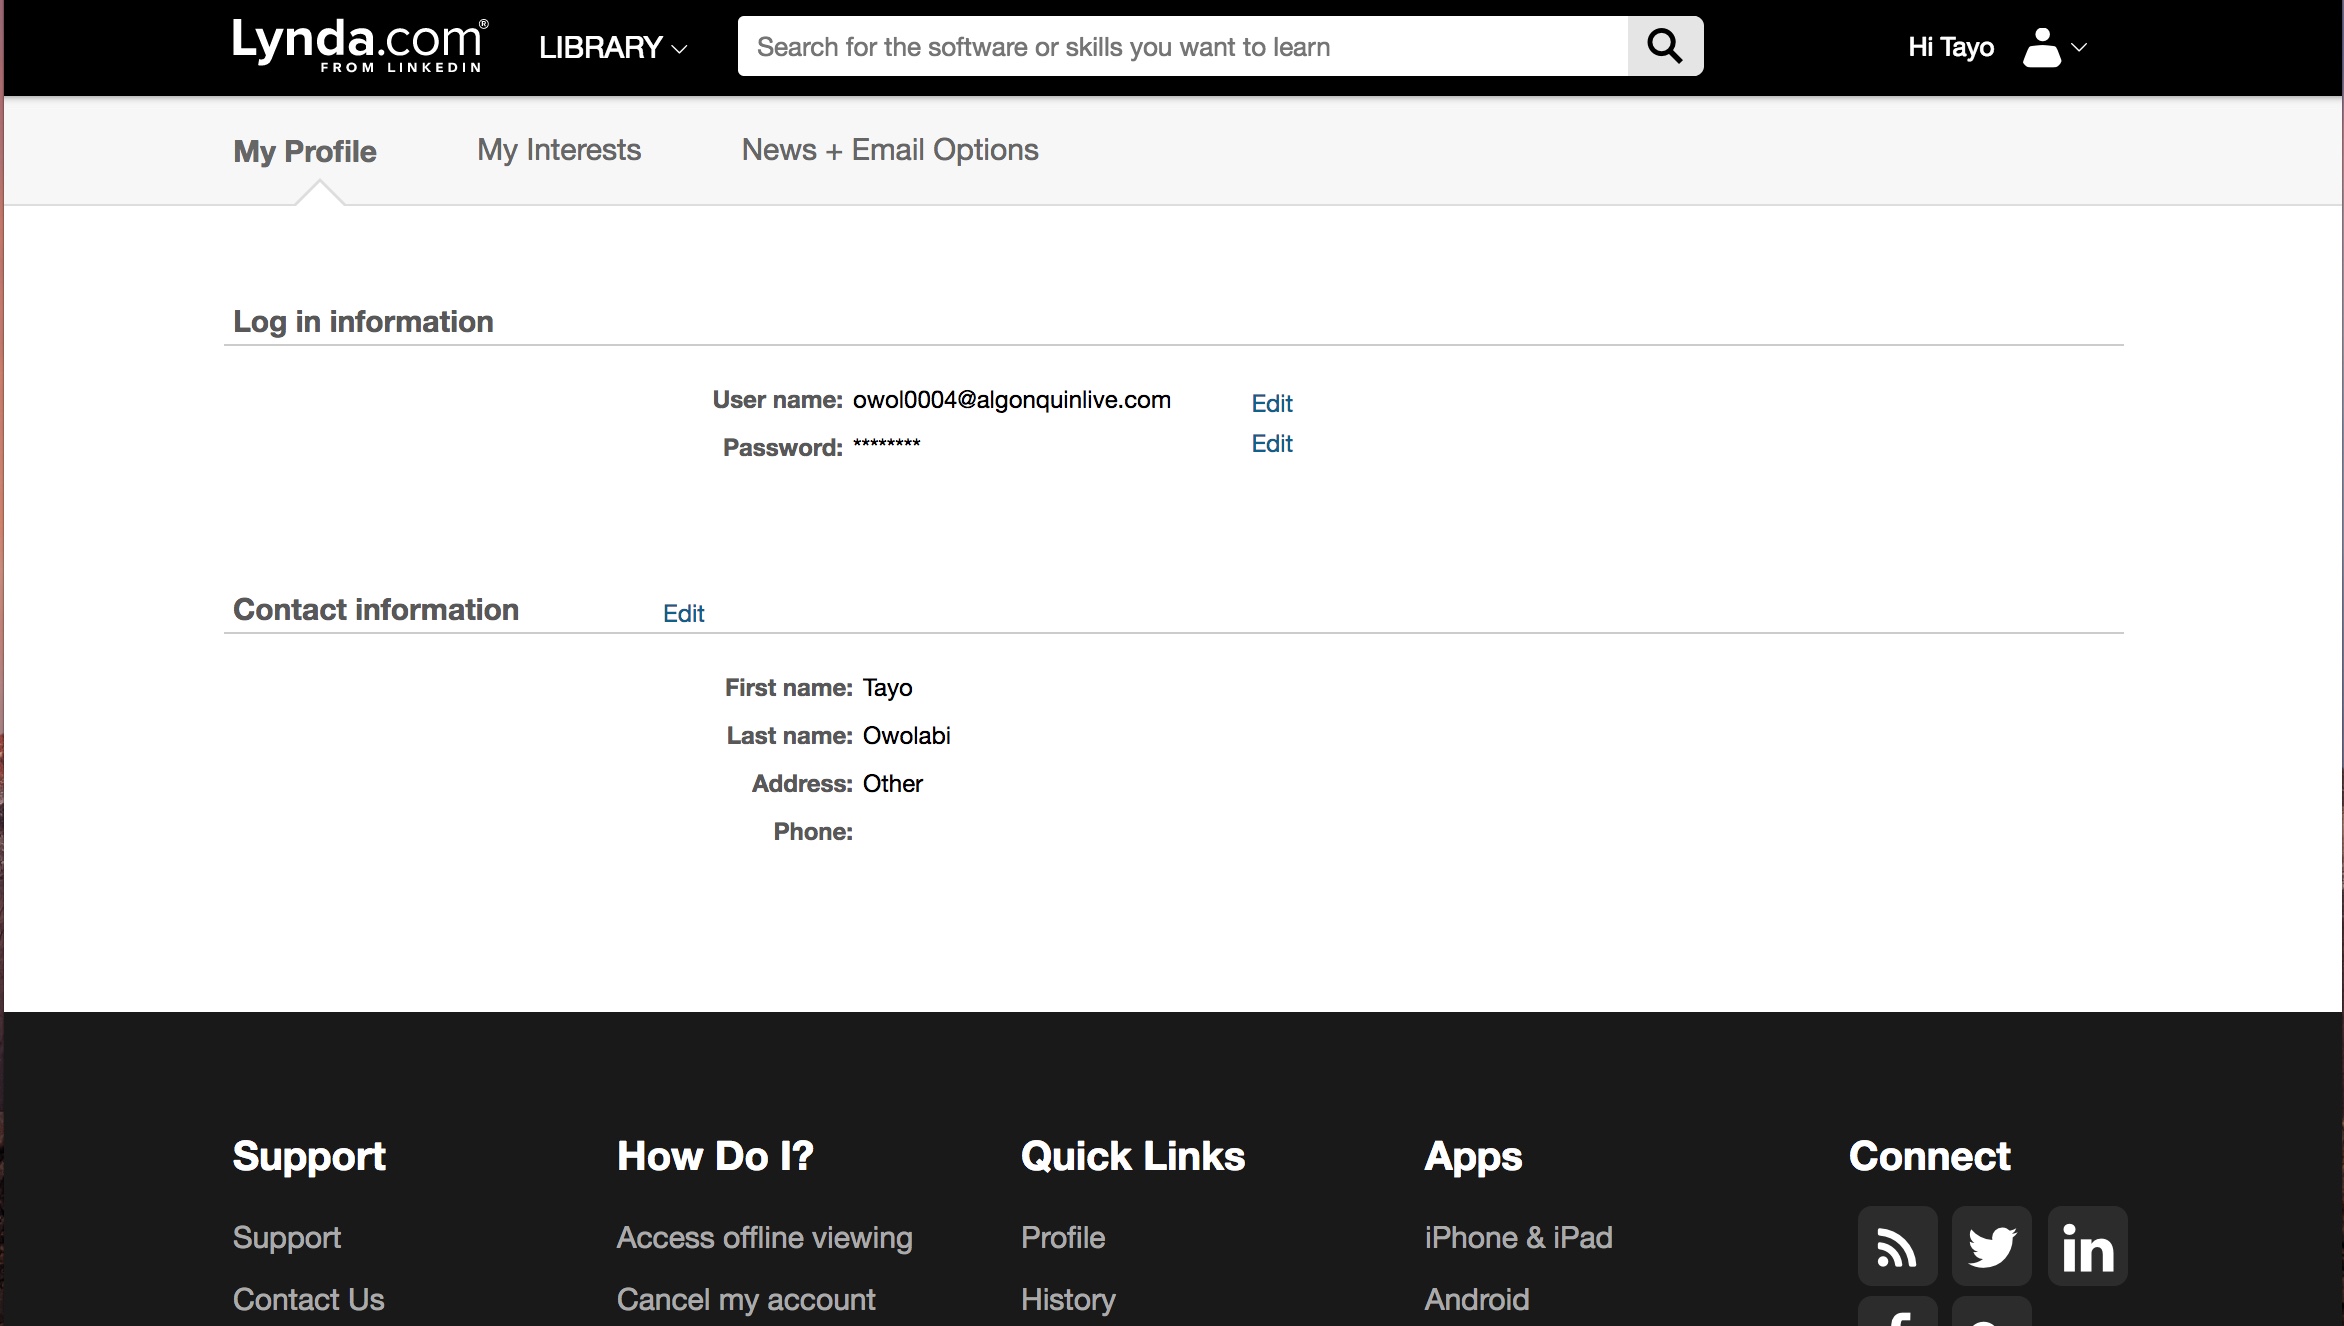 Lynda.com® LIBRARY Search for the software or skills you want to learn Hi Tayo
FROM LINKEDIN
My Profile My Interests News + Email Options
Log in information
User name: owol0004@algonquinlive.com Edit
Password: ******** Edit
Contact information Edit
First name: Tayo
Last name: Owolabi
Address: Other
Phone:
Support How Do I? Quick Links Apps Connect
Support Access offline viewing Profile iPhone & iPad
in
Contact Us Cancel my account History Android